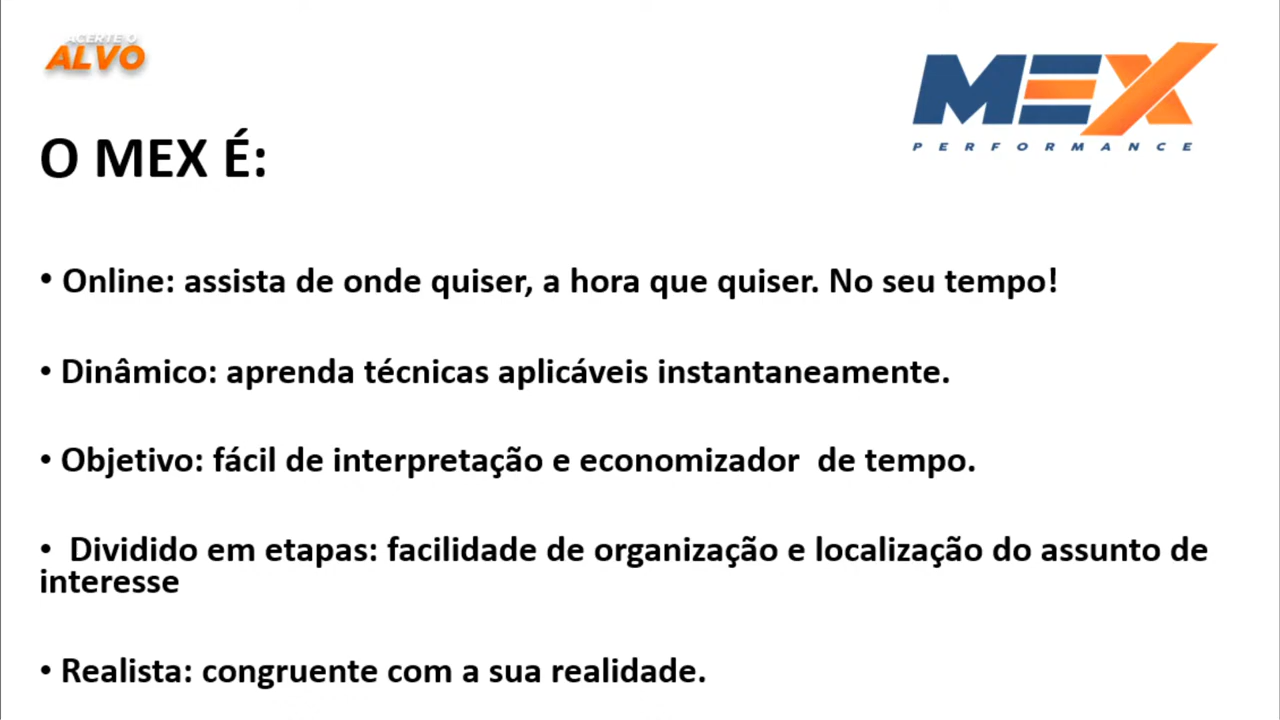 ACERTE O
ALVO
MEX
PERFORMANCE
O MEX É:
• Online: assista de onde quiser, a hora que quiser. No seu tempo!
• Dinâmico: aprenda técnicas aplicáveis instantaneamente.
• Objetivo: fácil de interpretação e economizador  de tempo.
•  Dividido em etapas: facilidade de organização e localização do assunto de
interesse
• Realista: congruente com a sua realidade.